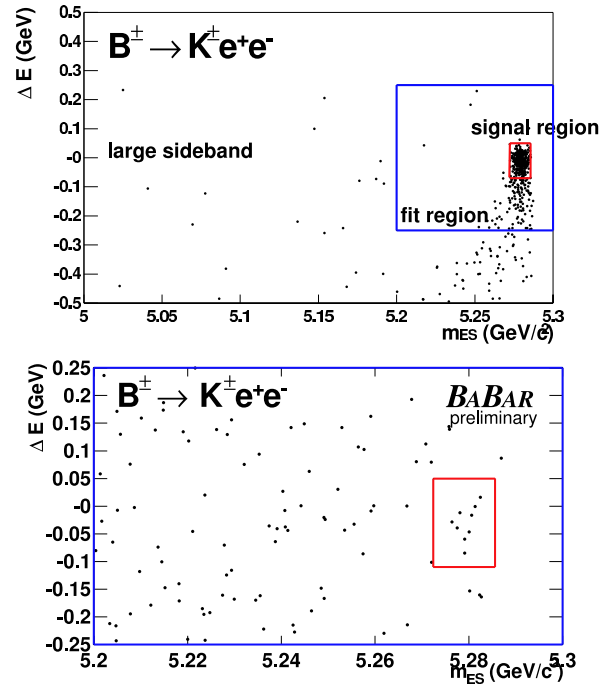 B± → K± e+e-
Δ E (GeV)
0.5
0.4
0.3
0.2
0.1
-0
-0.1
-0.2
-0.3
-0.4
-0.5
signal region
large sideband
fit region
5 5.05 5.1 5.15 5.2 5.25 5.3
mES (GeV/c2)
B± → K± e+e-
BABAR
preliminary
Δ E (GeV)
0.25
0.2
0.15
0.1
0.05
0
-0.05
-0.1
-0.15
-0.2
-0.25
5.2 5.22 5.24 5.26 5.28 5.3
mES (GeV/c)